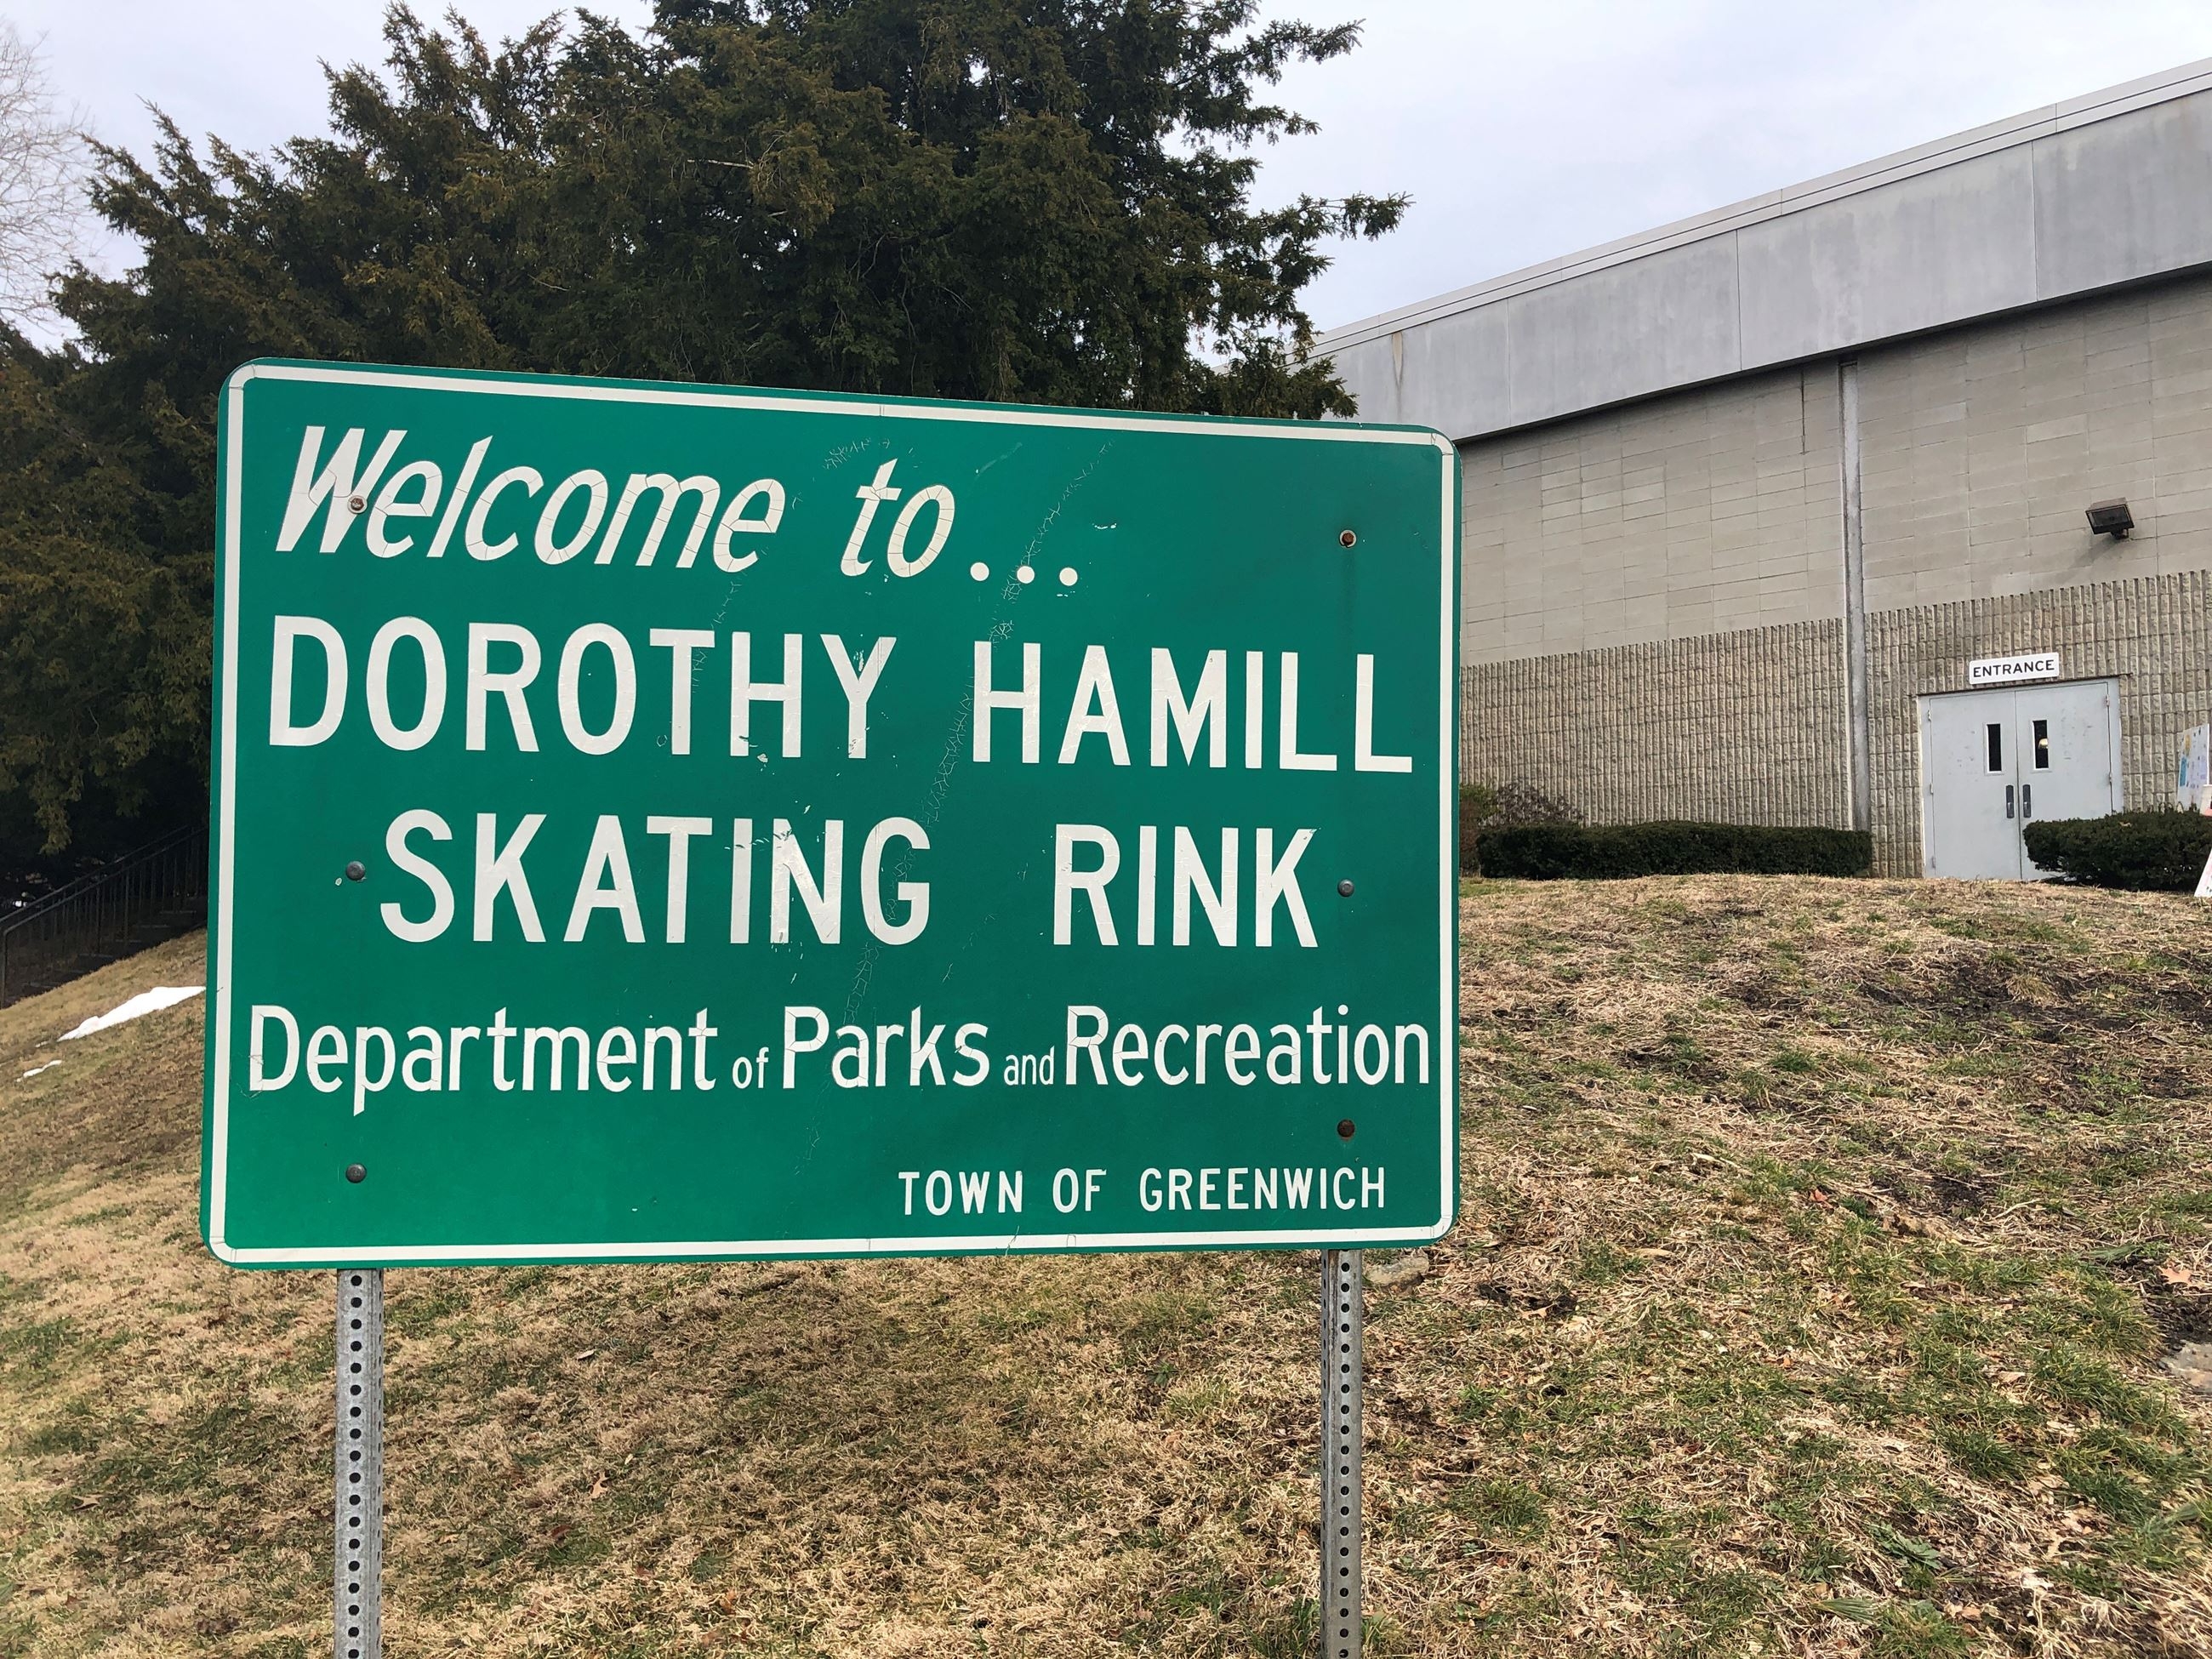 Welcome to...
DOROTHY HAMILL
SKATING RINK
Department of Parks and Recreation
TOWN OF GREENWICH
ENTRANCE